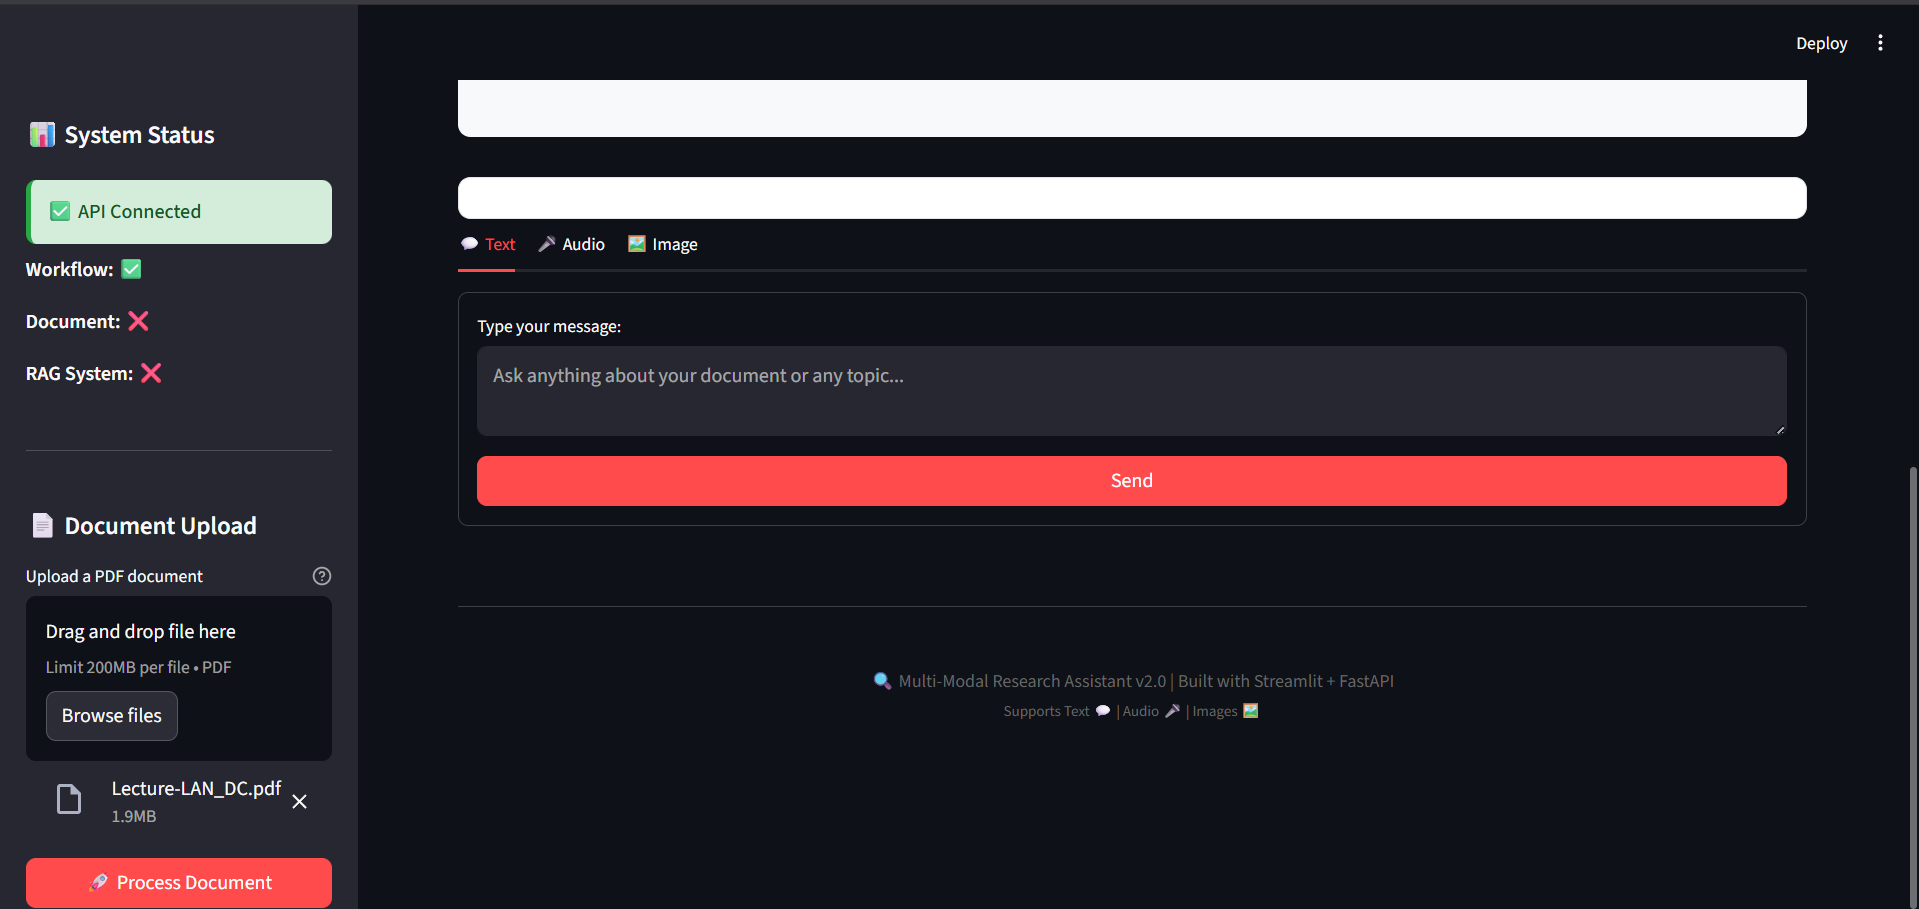 Deploy
📊 System Status
✅ API Connected
Workflow: ✅
Document: ❌
RAG System: ❌
📄 Document Upload
Upload a PDF document
Drag and drop file here
Limit 200MB per file • PDF
Browse files
Lecture-LAN_DC.pdf
1.9MB
🚀 Process Document
💬 Text 🎤 Audio 🖼️ Image
Type your message:
Ask anything about your document or any topic...
Send
🔍 Multi-Modal Research Assistant v2.0 | Built with Streamlit + FastAPI
Supports Text 💬 | Audio 🎤 | Images 🖼️